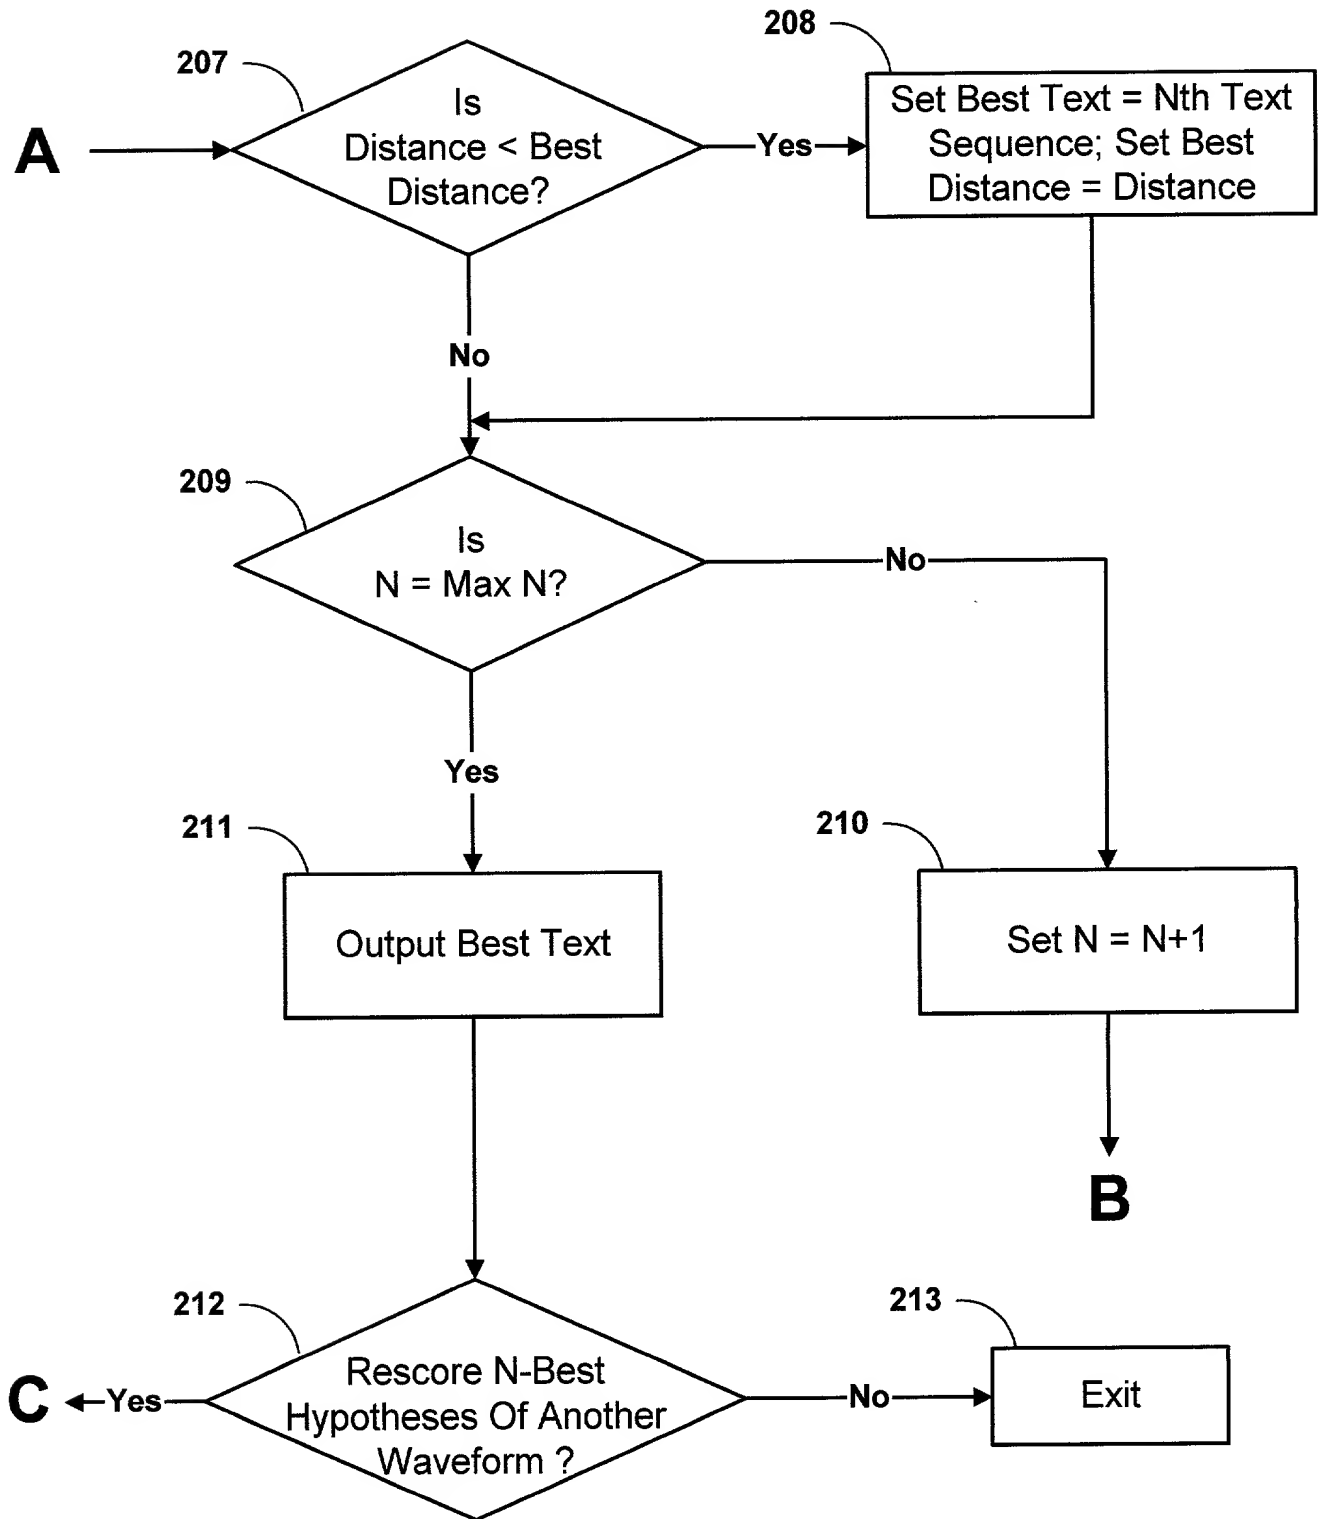 208
207
Is
Distance < Best
Distance?
A
Yes
Set Best Text = Nth Text
Sequence; Set Best
Distance = Distance
No
209
Is
N = Max N?
No
Yes
211
210
Output Best Text
Set N = N+1
B
212
213
Rescore N-Best
Hypotheses Of Another
Waveform ?
C
Yes
No
Exit